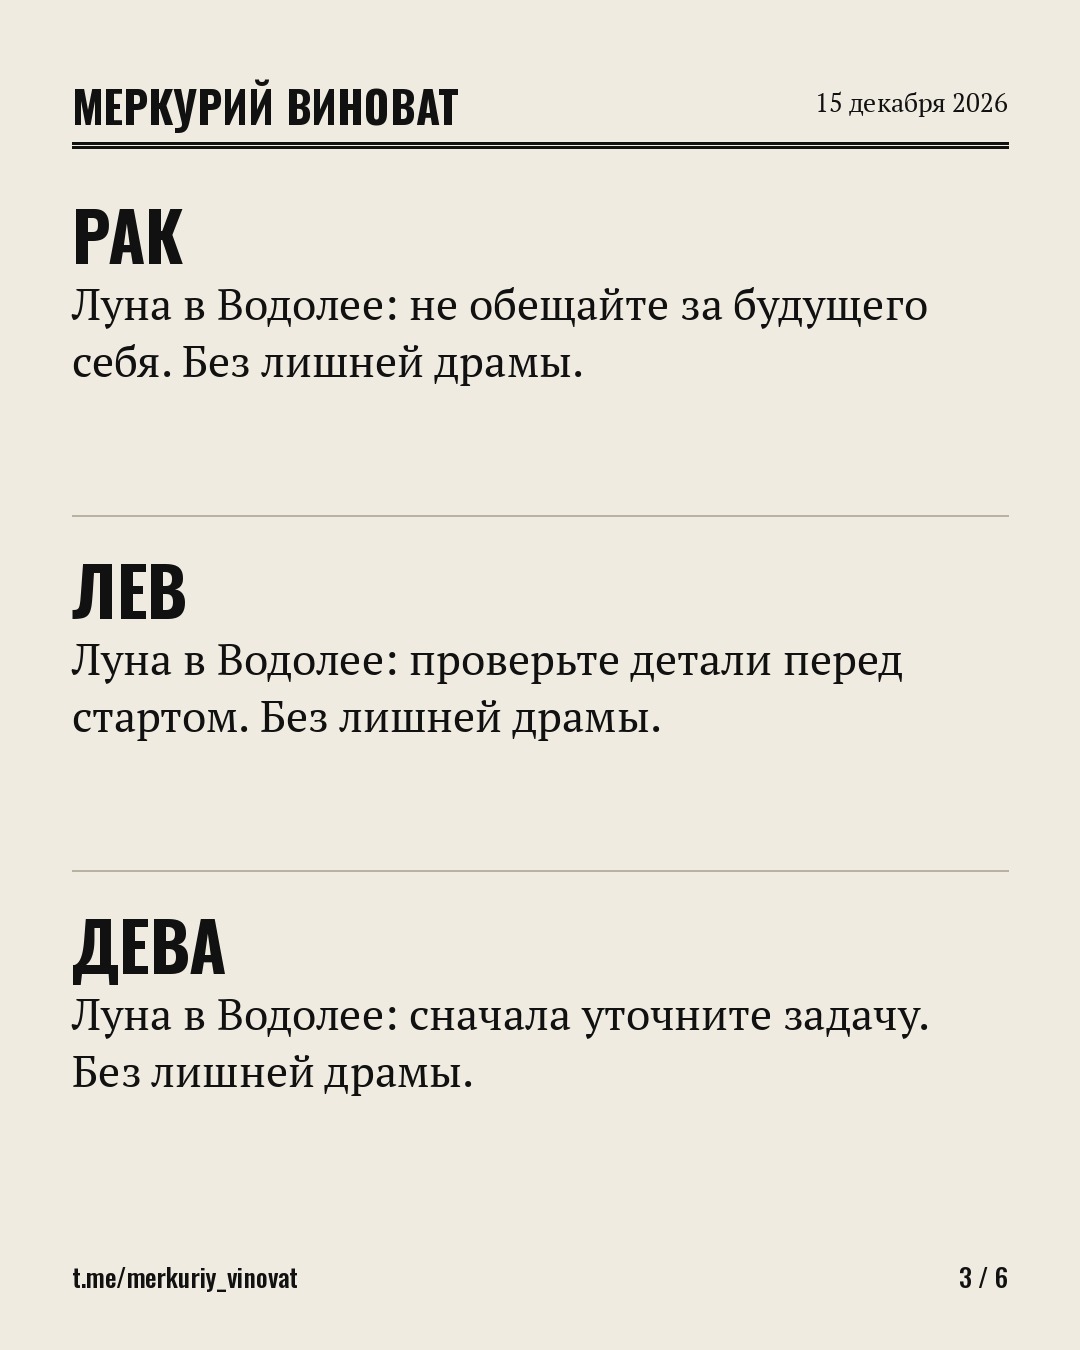 МЕРКУРИЙ ВИНОВАТ
15 декабря 2026
РАК
Луна в Водолее: не обещайте за будущего
себя. Без лишней драмы.
ЛЕВ
Луна в Водолее: проверьте детали перед
стартом. Без лишней драмы.
ДЕВА
Луна в Водолее: сначала уточните задачу.
Без лишней драмы.
t.me/merkuriy_vinovat
3 / 6